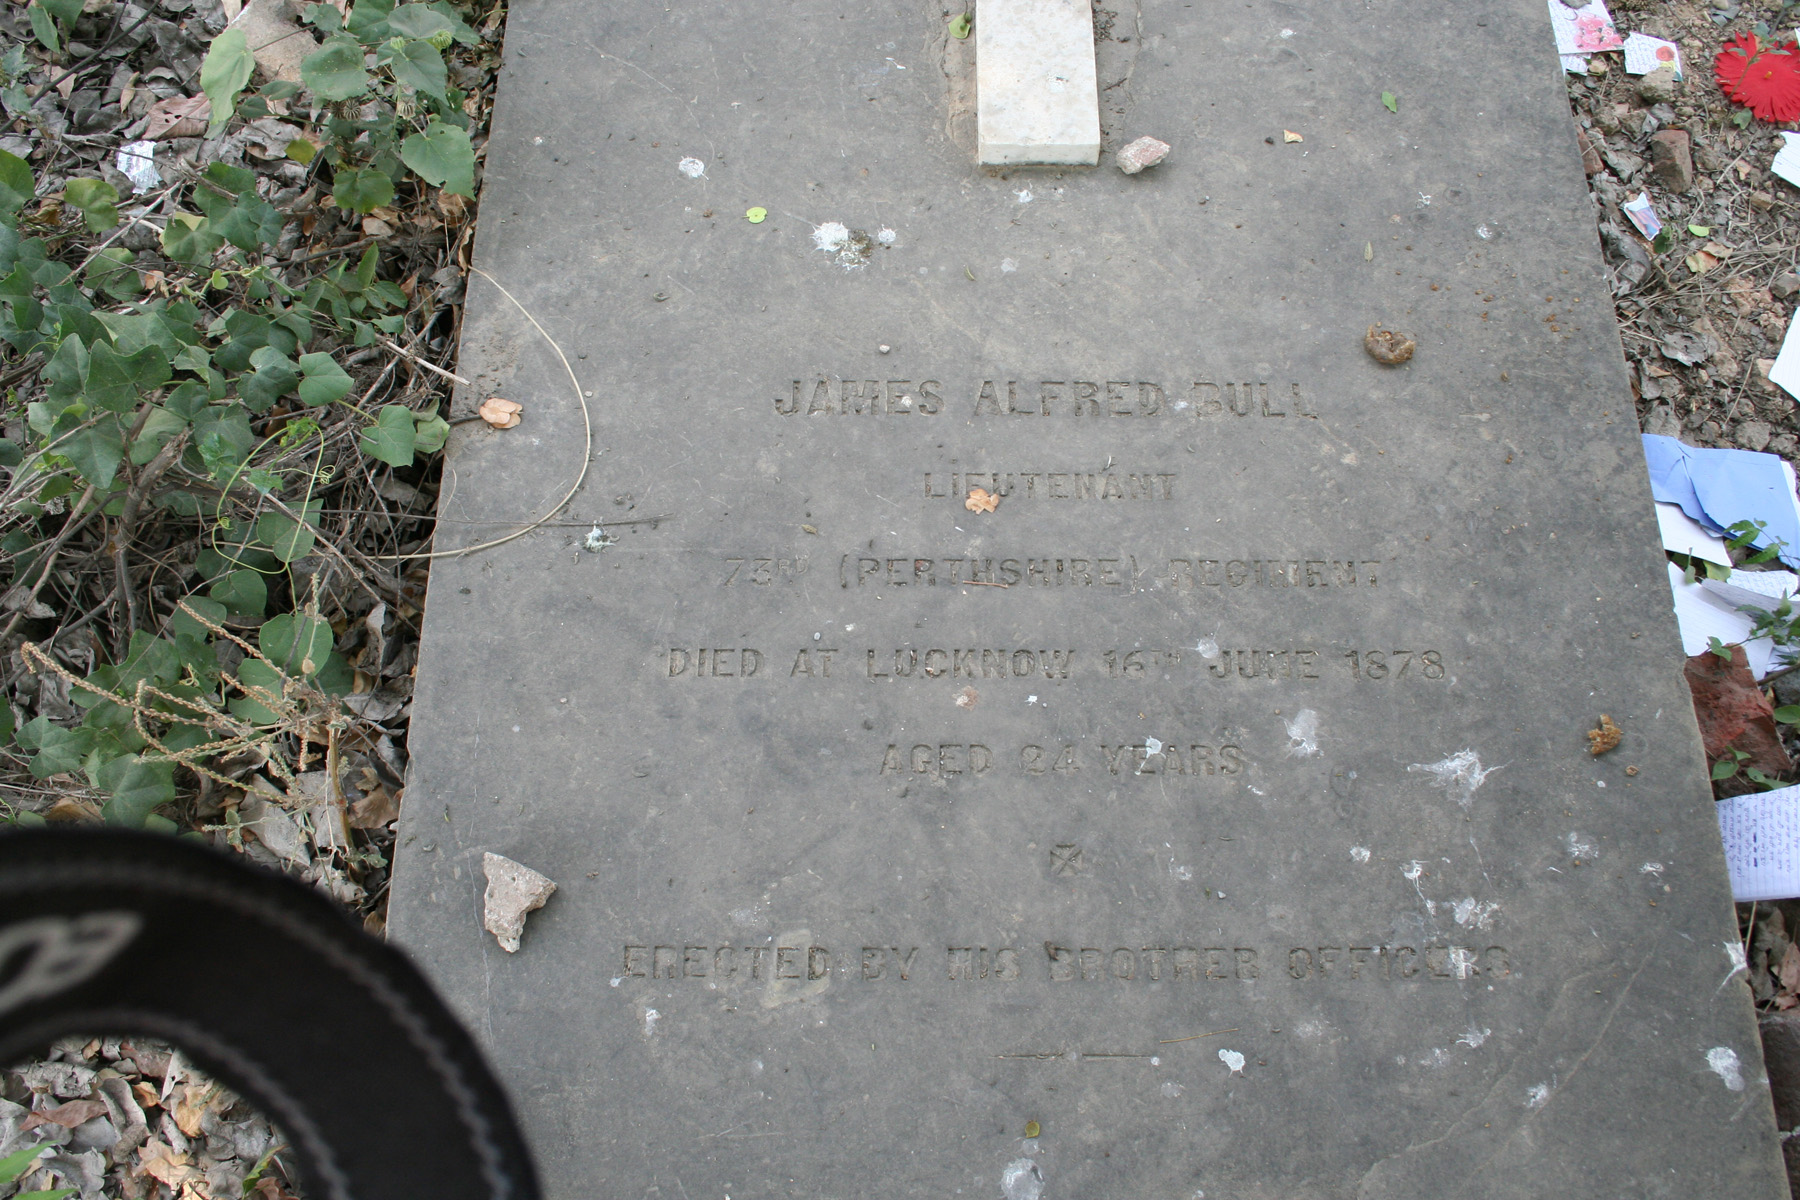 JAMES ALFRED BULL
LIEUTENANT
73RD (PERTHSHIRE) REGIMENT
DIED AT LUCKNOW 16TH JUNE 1878
AGED 24 YEARS
ERECTED BY HIS BROTHER OFFICERS